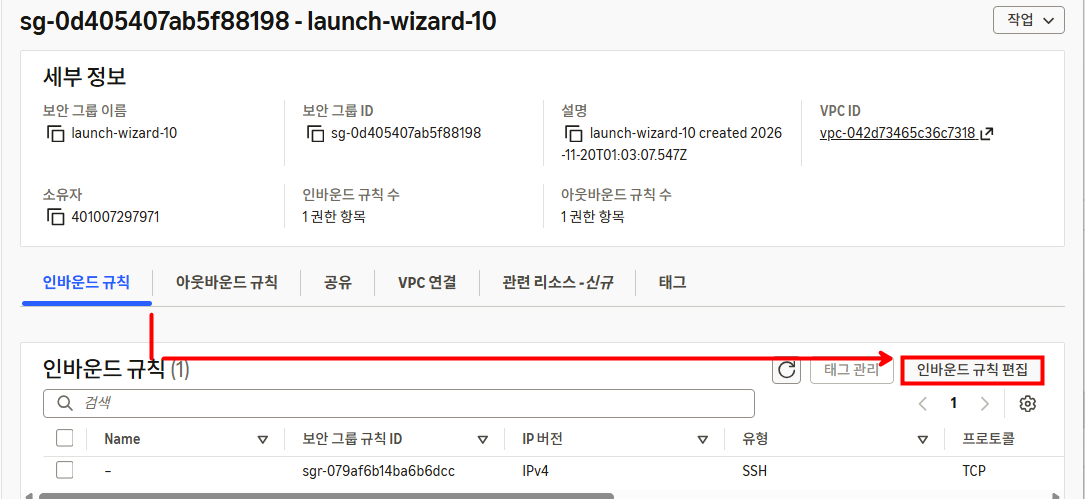 sg-0d405407ab5f88198 - launch-wizard-10
작업
세부 정보
보안 그룹 이름
launch-wizard-10
보안 그룹 ID
sg-0d405407ab5f88198
설명
launch-wizard-10 created 2026
-11-20T01:03:07.547Z
VPC ID
vpc-042d73465c36c7318
소유자
401007297971
인바운드 규칙 수
1 권한 항목
아웃바운드 규칙 수
1 권한 항목
인바운드 규칙 아웃바운드 규칙 공유 VPC 연결 관련 리소스 -신규 태그
인바운드 규칙 (1)
태그 관리
인바운드 규칙 편집
검색
1
Name 보안 그룹 규칙 ID IP 버전 유형 프로토콜
– sgr-079af6b14ba6b6dcc IPv4 SSH TCP